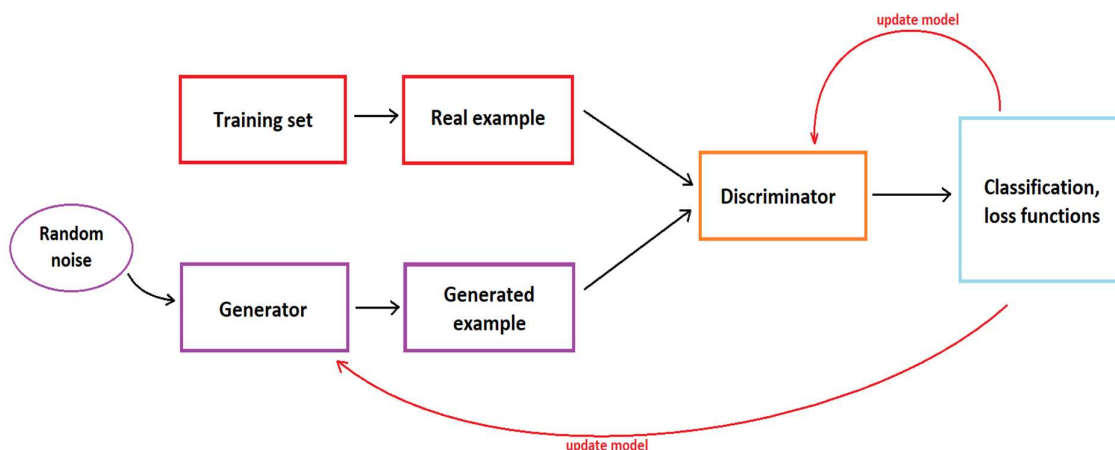 update model
Training set
Real example
Discriminator
Classification,
loss functions
Random
noise
Generator
Generated
example
update model